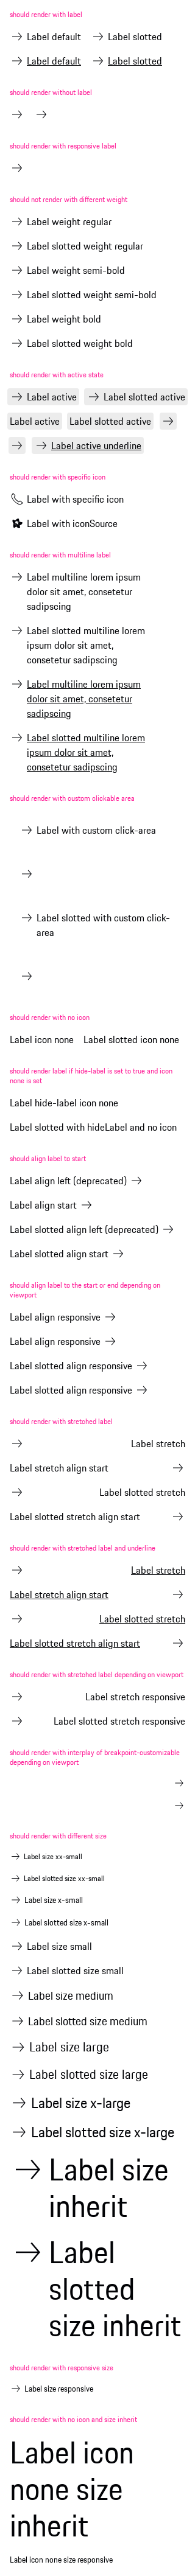 should render with label
Label default Label slotted
Label default Label slotted
should render without label
should render with responsive label
should not render with different weight
Label weight regular
Label slotted weight regular
Label weight semi-bold
Label slotted weight semi-bold
Label weight bold
Label slotted weight bold
should render with active state
Label active Label slotted active
Label active Label slotted active
Label active underline
should render with specific icon
Label with specific icon
Label with iconSource
should render with multiline label
Label multiline lorem ipsum
dolor sit amet, consetetur
sadipscing
Label slotted multiline lorem
ipsum dolor sit amet,
consetetur sadipscing
Label multiline lorem ipsum
dolor sit amet, consetetur
sadipscing
Label slotted multiline lorem
ipsum dolor sit amet,
consetetur sadipscing
should render with custom clickable area
Label with custom click-area
Label slotted with custom click-
area
should render with no icon
Label icon none Label slotted icon none
should render label if hide-label is set to true and icon
none is set
Label hide-label icon none
Label slotted with hideLabel and no icon
should align label to start
Label align left (deprecated)
Label align start
Label slotted align left (deprecated)
Label slotted align start
should align label to the start or end depending on
viewport
Label align responsive
Label align responsive
Label slotted align responsive
Label slotted align responsive
should render with stretched label
Label stretch
Label stretch align start
Label slotted stretch
Label slotted stretch align start
should render with stretched label and underline
Label stretch
Label stretch align start
Label slotted stretch
Label slotted stretch align start
should render with stretched label depending on viewport
Label stretch responsive
Label slotted stretch responsive
should render with interplay of breakpoint-customizable
depending on viewport
should render with different size
Label size xx-small
Label slotted size xx-small
Label size x-small
Label slotted size x-small
Label size small
Label slotted size small
Label size medium
Label slotted size medium
Label size large
Label slotted size large
Label size x-large
Label slotted size x-large
Label size
inherit
Label
slotted
size inherit
should render with responsive size
Label size responsive
should render with no icon and size inherit
Label icon
none size
inherit
Label icon none size responsive